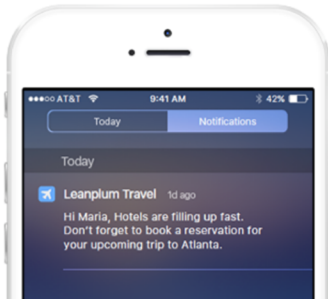 AT&T 9:41 AM 42%
Today Notifications
Today
Leanplum Travel 1d ago
Hi Maria, Hotels are filling up fast.
Don't forget to book a reservation for
your upcoming trip to Atlanta.